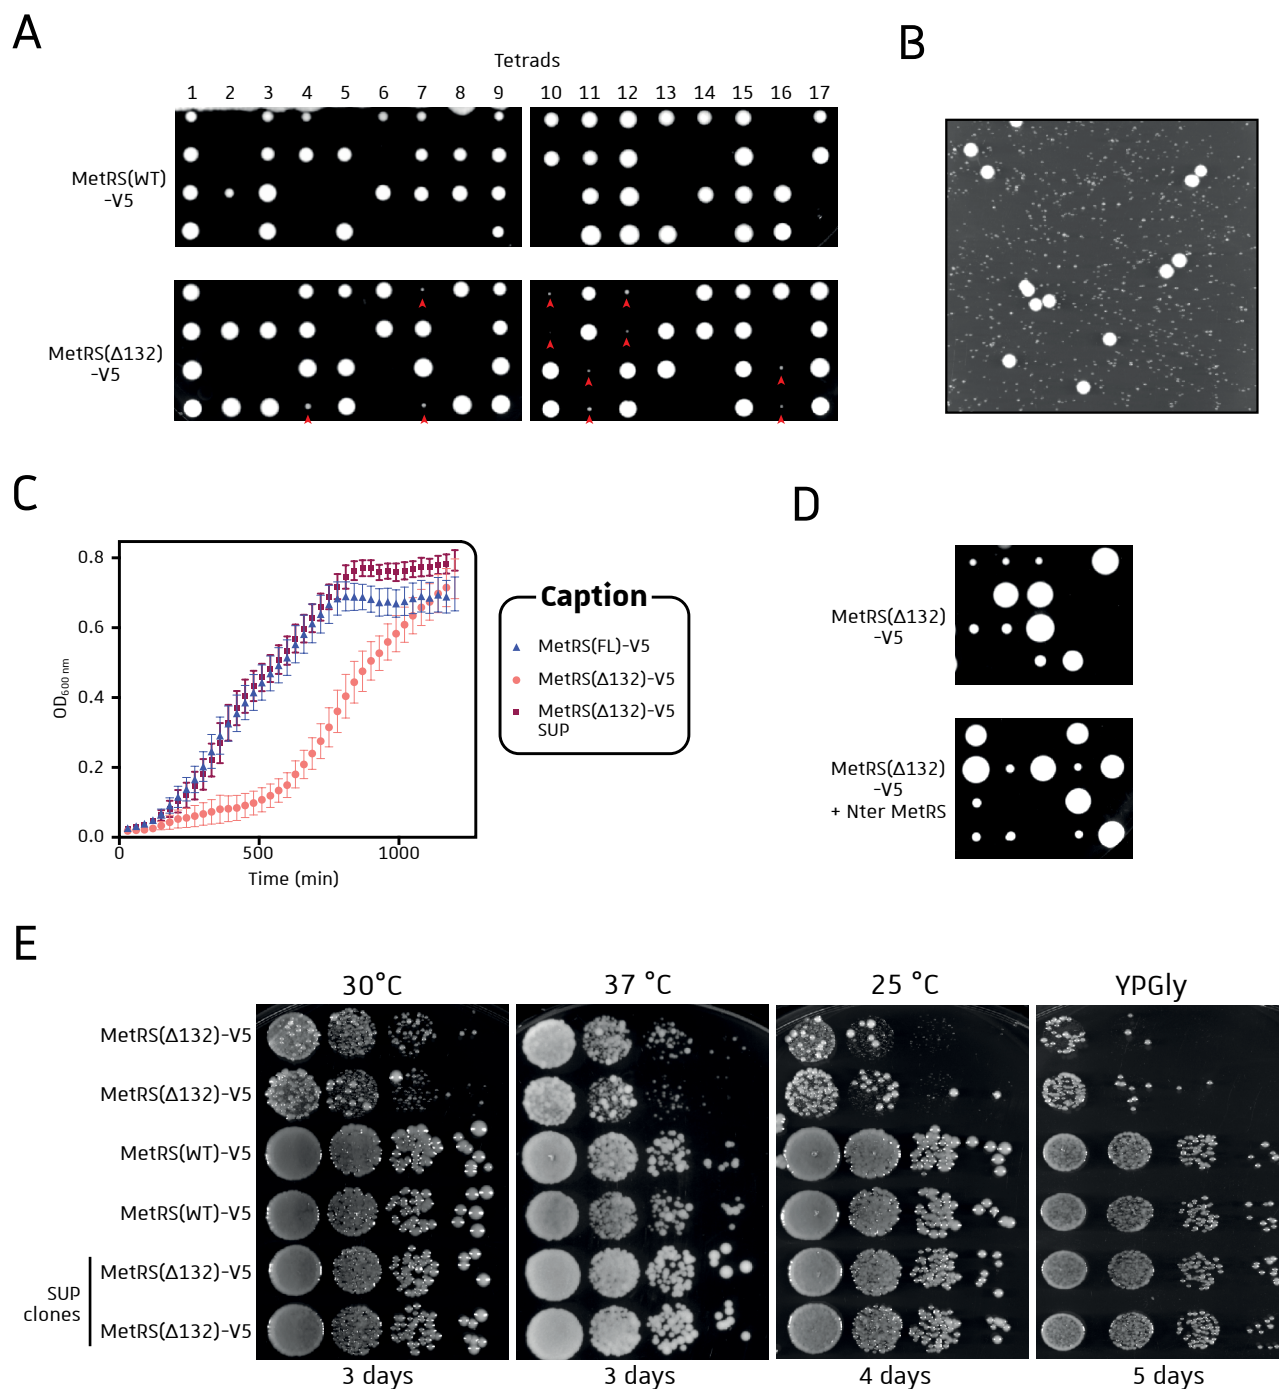 A
B
Tetrads
1 2 3 4 5 6 7 8 9 10 11 12 13 14 15 16 17
MetRS(WT)
-V5
MetRS(Δ132)
-V5
C
D
0.8
0.6
0.4
0.2
0.0
OD600 nm
0 500 1000
Time (min)
Caption
MetRS(FL)-V5
MetRS(Δ132)-V5
MetRS(Δ132)-V5
SUP
MetRS(Δ132)
-V5
MetRS(Δ132)
-V5
+ Nter MetRS
E
30°C 37 °C 25 °C YPGly
MetRS(Δ132)-V5
MetRS(Δ132)-V5
MetRS(WT)-V5
MetRS(WT)-V5
SUP
clones
MetRS(Δ132)-V5
MetRS(Δ132)-V5
3 days 3 days 4 days 5 days